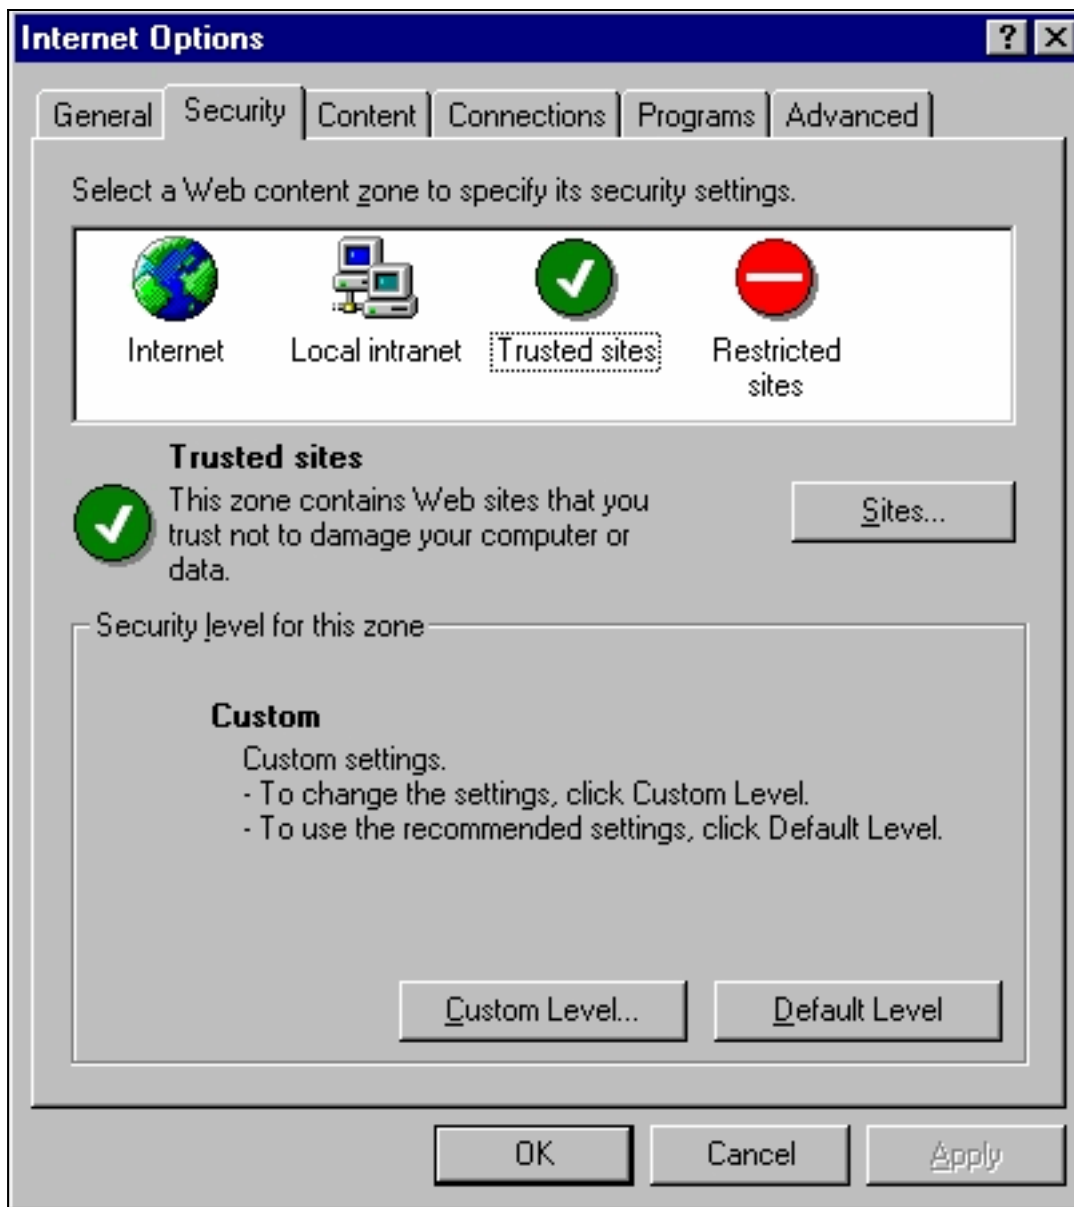 Internet Options
General Security Content Connections Programs Advanced
Select a Web content zone to specify its security settings.
Internet Local intranet Trusted sites Restricted
sites
Trusted sites
This zone contains Web sites that you
trust not to damage your computer or
data.
Sites...
Security level for this zone
Custom
Custom settings.
- To change the settings, click Custom Level.
- To use the recommended settings, click Default Level.
Custom Level... Default Level
OK Cancel Apply